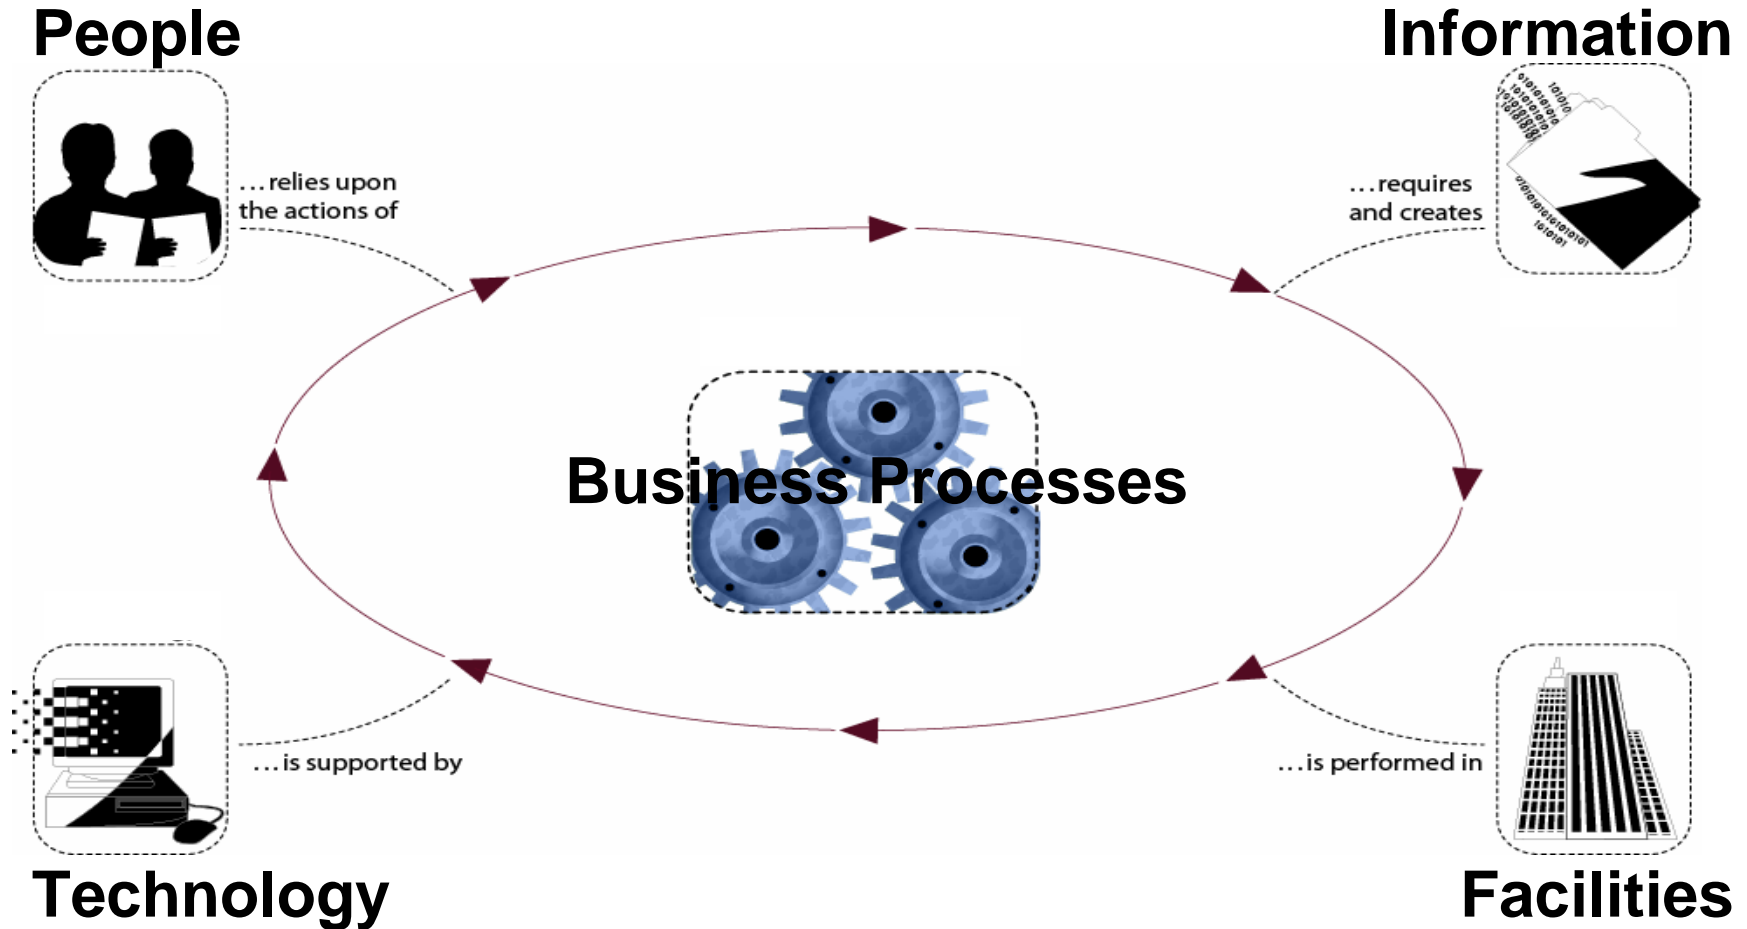 People
Information
...relies upon
the actions of
...requires
and creates
Business Processes
...is supported by
...is performed in
Technology
Facilities